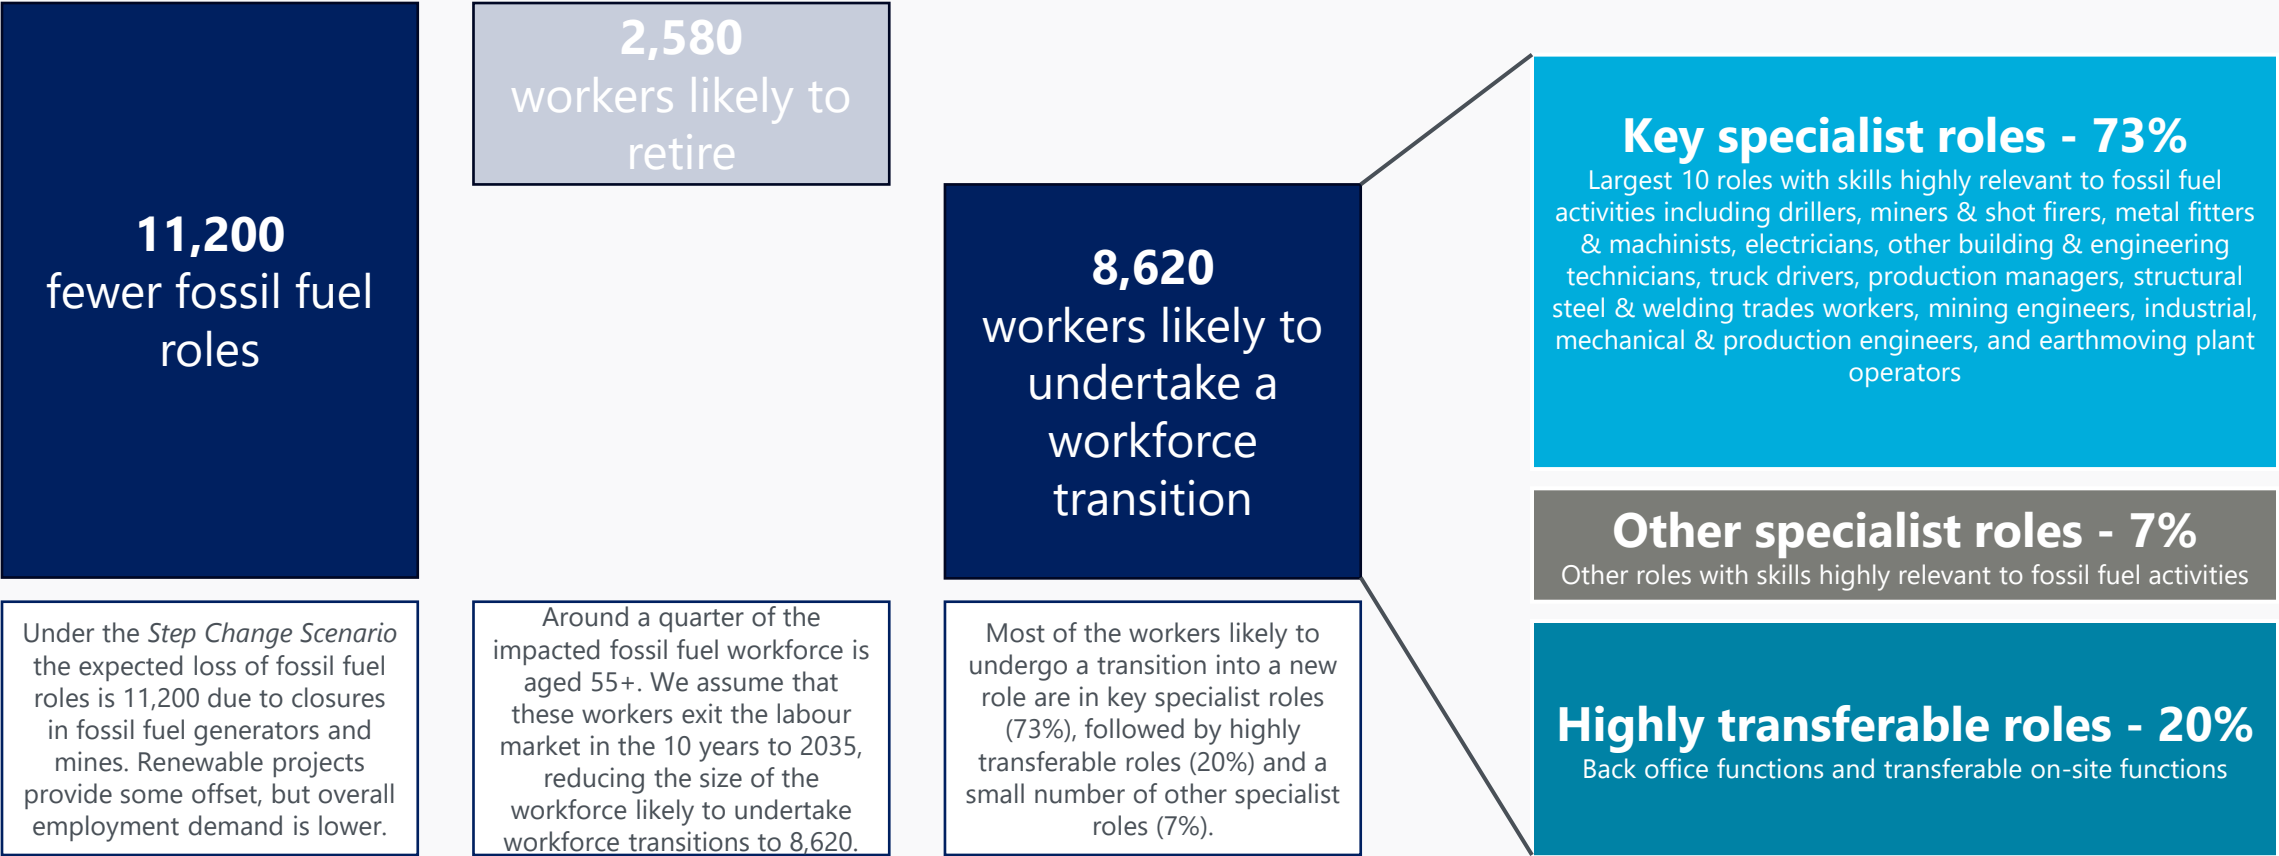 11,200
fewer fossil fuel
roles
Under the Step Change Scenario
the expected loss of fossil fuel
roles is 11,200 due to closures
in fossil fuel generators and
mines. Renewable projects
provide some offset, but overall
employment demand is lower.
2,580
workers likely to
retire
Around a quarter of the
impacted fossil fuel workforce is
aged 55+. We assume that
these workers exit the labour
market in the 10 years to 2035,
reducing the size of the
workforce likely to undertake
workforce transitions to 8,620.
8,620
workers likely to
undertake a
workforce
transition
Most of the workers likely to
undergo a transition into a new
role are in key specialist roles
(73%), followed by highly
transferable roles (20%) and a
small number of other specialist
roles (7%).
Key specialist roles - 73%
Largest 10 roles with skills highly relevant to fossil fuel
activities including drillers, miners & shot firers, metal fitters
& machinists, electricians, other building & engineering
technicians, truck drivers, production managers, structural
steel & welding trades workers, mining engineers, industrial,
mechanical & production engineers, and earthmoving plant
operators
Other specialist roles - 7%
Other roles with skills highly relevant to fossil fuel activities
Highly transferable roles - 20%
Back office functions and transferable on-site functions